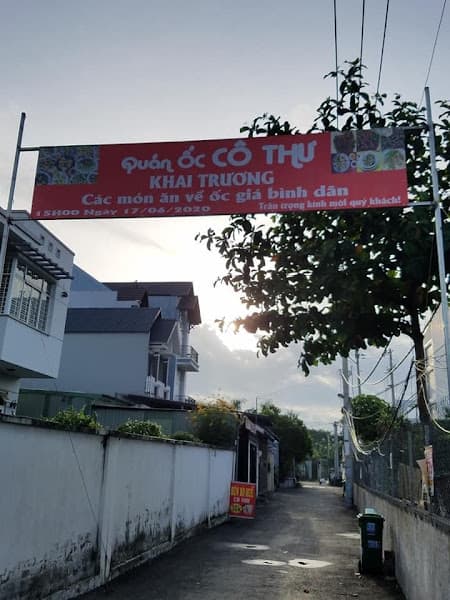 Quán ỐC CÔ THƯ
KHAI TRƯƠNG
Các món ăn về ốc giá bình dân
15H00 Ngày 17/06/2020
Trân trọng kính mời quý khách!